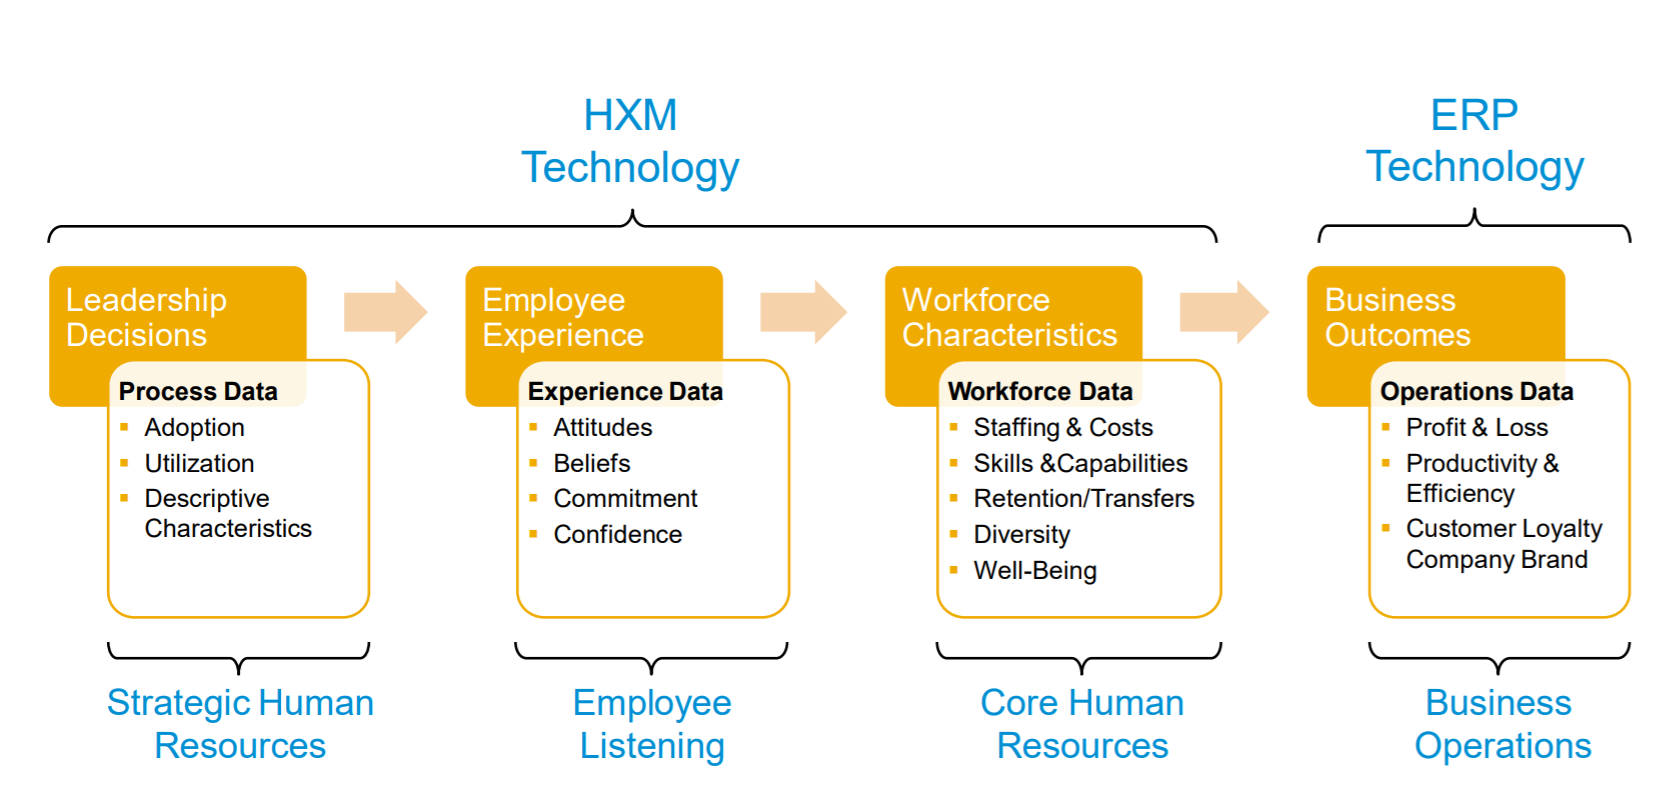 HXM
Technology
ERP
Technology
Leadership
Decisions
Process Data
Adoption
Utilization
Descriptive
Characteristics
Strategic Human
Resources
Employee
Experience
Experience Data
Attitudes
Beliefs
Commitment
Confidence
Employee
Listening
Workforce
Characteristics
Workforce Data
Staffing & Costs
Skills &Capabilities
Retention/Transfers
Diversity
Well-Being
Core Human
Resources
Business
Outcomes
Operations Data
Profit & Loss
Productivity &
Efficiency
Customer Loyalty
Company Brand
Business
Operations